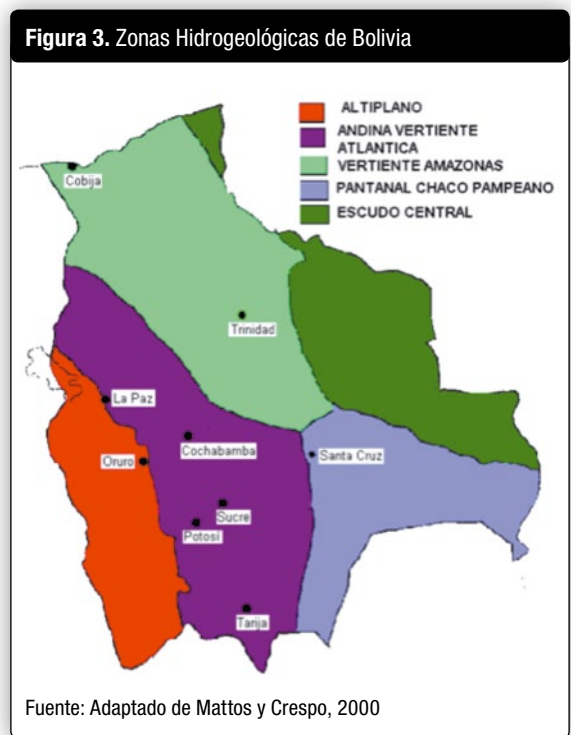 Figura 3. Zonas Hidrogeológicas de Bolivia
ALTIPLANO
ANDINA VERTIENTE
ATLANTICA
VERTIENTE AMAZONAS
PANTANAL CHACO PAMPEANO
ESCUDO CENTRAL
Cobija
Trinidad
La Paz
Cochabamba
Santa Cruz
Oruro
Sucre
Potosi
Tarija
Fuente: Adaptado de Mattos y Crespo, 2000